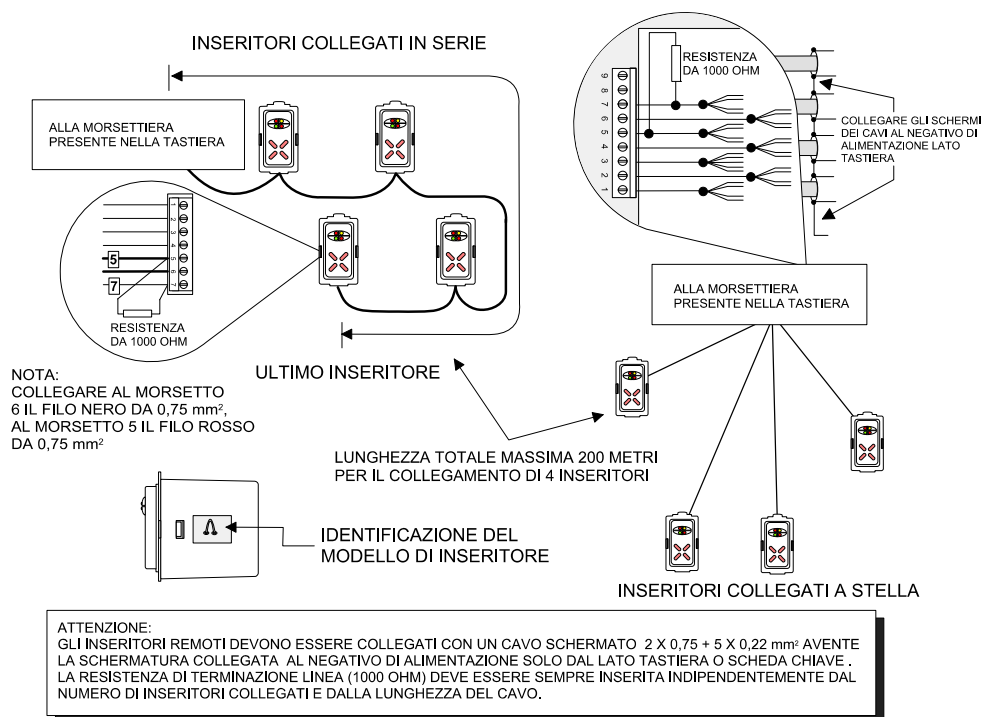 INSERITORI COLLEGATI IN SERIE
ALLA MORSETTIERA
PRESENTE NELLA TASTIERA
1
2
3
4
5
6
7
5
7
RESISTENZA
DA 1000 OHM
NOTA:
COLLEGARE AL MORSETTO
6 IL FILO NERO DA 0,75 mm²,
AL MORSETTO 5 IL FILO ROSSO
DA 0,75 mm²
ULTIMO INSERITORE
LUNGHEZZA TOTALE MASSIMA 200 METRI
PER IL COLLEGAMENTO DI 4 INSERITORI
IDENTIFICAZIONE DEL
MODELLO DI INSERITORE
RESISTENZA
DA 1000 OHM
9
8
7
6
5
4
3
2
1
COLLEGARE GLI SCHERMI
DEI CAVI AL NEGATIVO DI
ALIMENTAZIONE LATO
TASTIERA
ALLA MORSETTIERA
PRESENTE NELLA TASTIERA
INSERITORI COLLEGATI A STELLA
ATTENZIONE:
GLI INSERITORI REMOTI DEVONO ESSERE COLLEGATI CON UN CAVO SCHERMATO 2 X 0,75 + 5 X 0,22 mm² AVENTE
LA SCHERMATURA COLLEGATA AL NEGATIVO DI ALIMENTAZIONE SOLO DAL LATO TASTIERA O SCHEDA CHIAVE .
LA RESISTENZA DI TERMINAZIONE LINEA (1000 OHM) DEVE ESSERE SEMPRE INSERITA INDIPENDENTEMENTE DAL
NUMERO DI INSERITORI COLLEGATI E DALLA LUNGHEZZA DEL CAVO.